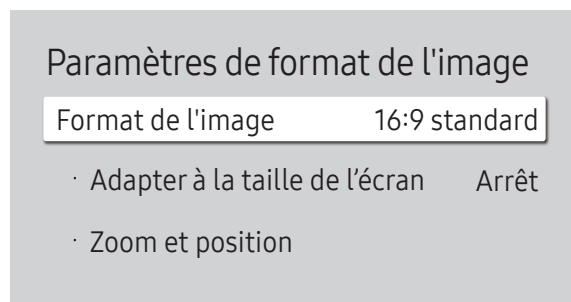 Paramètres de format de l'image
Format de l'image 16:9 standard
· Adapter à la taille de l’écran Arrêt
· Zoom et position